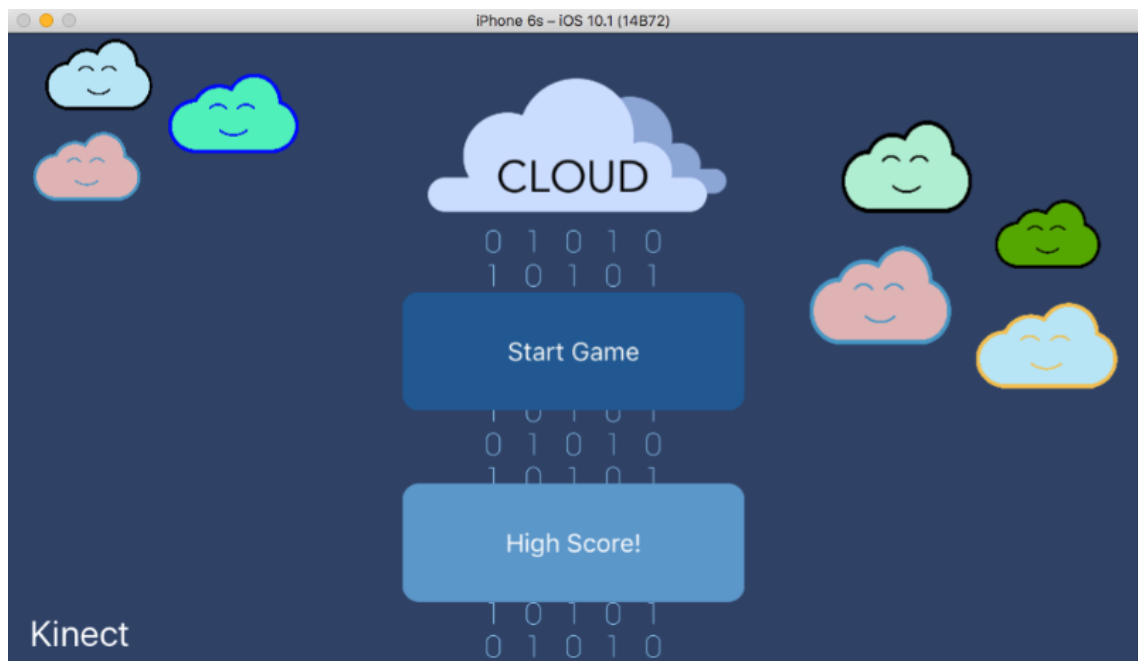 iPhone 6s – iOS 10.1 (14B72)
CLOUD
0 1 0 1 0
1 0 1 0 1
Start Game
0 1 0 1 0
High Score!
1 0 1 0 1
0 1 0 1 0
Kinect